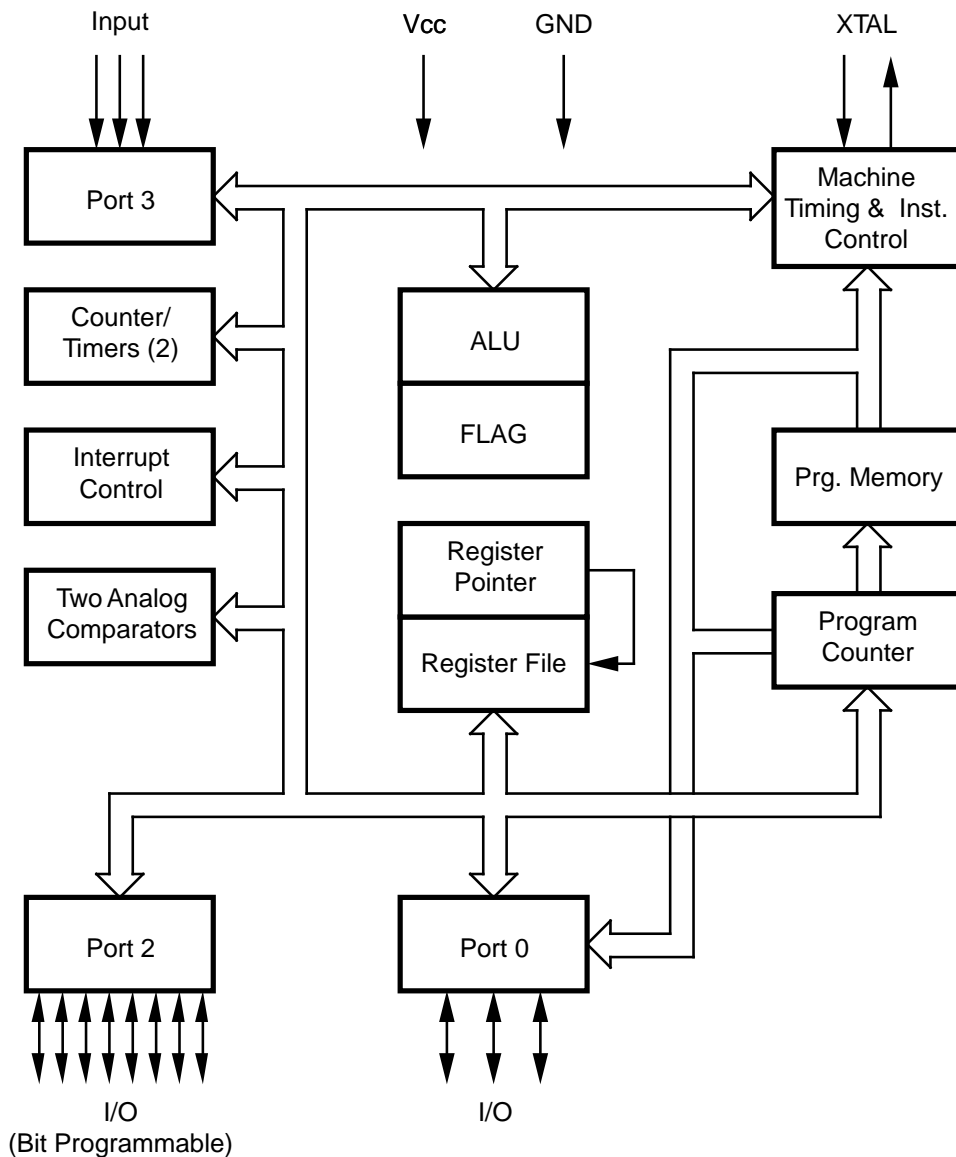 Input
Vcc
GND
XTAL
Port 3
Machine
Timing & Inst.
Control
Counter/
Timers (2)
ALU
FLAG
Interrupt
Control
Prg. Memory
Register
Pointer
Two Analog
Comparators
Register File
Program
Counter
Port 2
Port 0
I/O
(Bit Programmable)
I/O